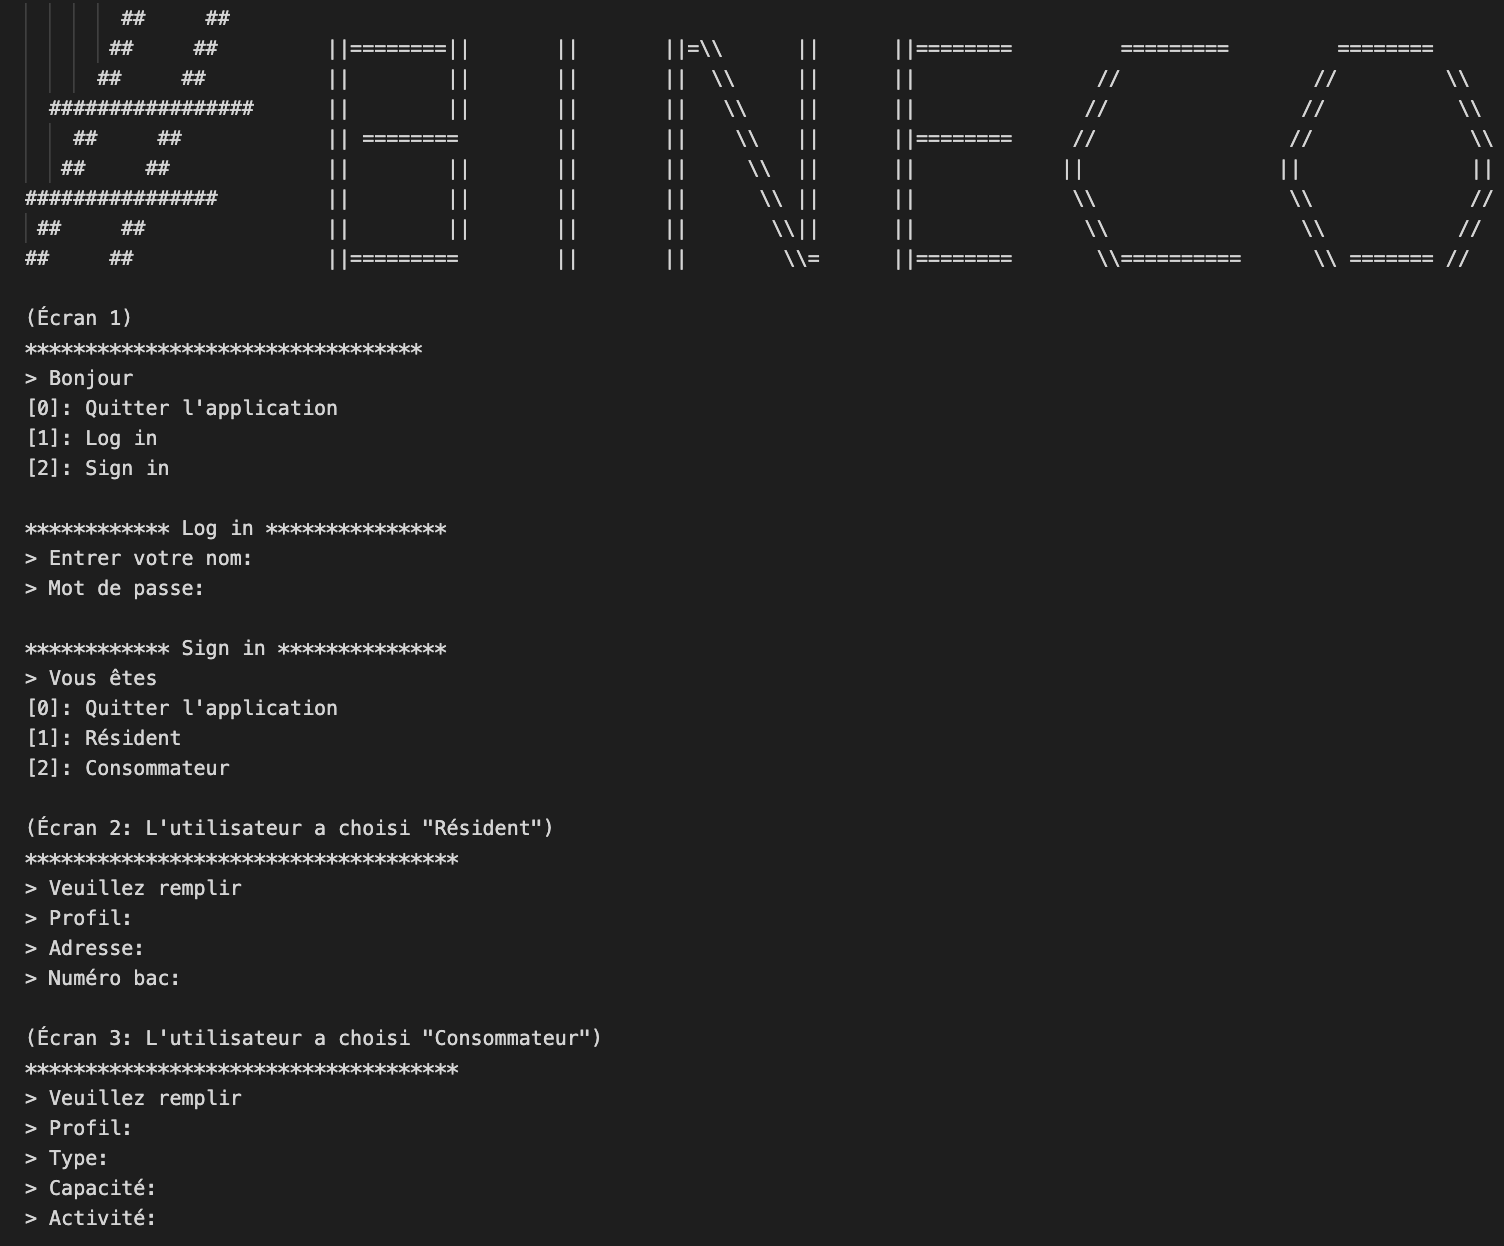 # BINECO
(Écran 1)
*********************************
> Bonjour
[0]: Quitter l'application
[1]: Log in
[2]: Sign in
************ Log in ***************
> Entrer votre nom:
> Mot de passe:
************ Sign in **************
> Vous êtes
[0]: Quitter l'application
[1]: Résident
[2]: Consommateur
(Écran 2: L'utilisateur a choisi "Résident")
************************************
> Veuillez remplir
> Profil:
> Adresse:
> Numéro bac:
(Écran 3: L'utilisateur a choisi "Consommateur")
************************************
> Veuillez remplir
> Profil:
> Type:
> Capacité:
> Activité: